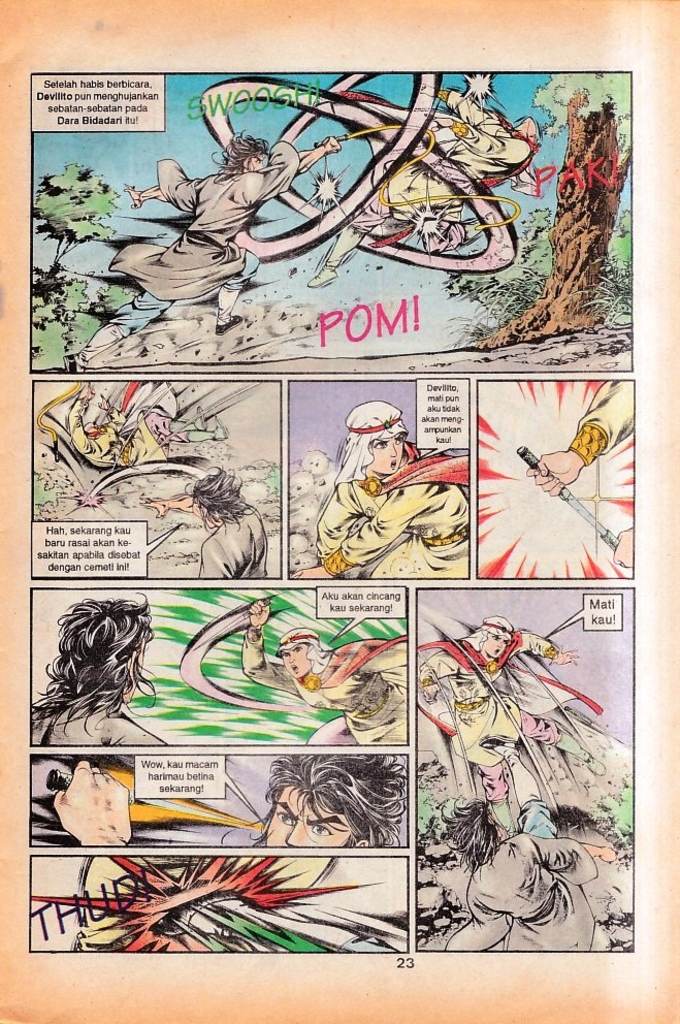 Setelah habis berbicara,
Devilito pun menghujankan
sebatan-sebatan pada
Dara Bidadari itu!
SWOOSH!
PAK!
POM!
Hah, sekarang kau
baru rasai akan ke-
sakitan apabila disebat
dengan cemeti ini!
Devilito,
mati pun
aku tidak
akan meng-
ampunkan
kau!
Aku akan cincang
kau sekarang!
Wow, kau macam
harimau betina
sekarang!
THUD!
Mati
kau!
23